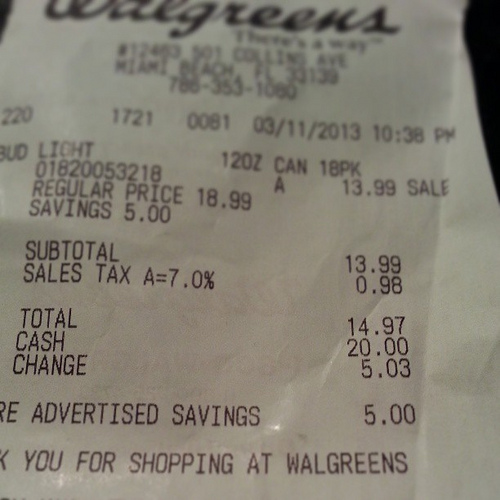 Walgreens
There's a way™
#12483 501 COLLINS AVE
MIAMI BEACH, FL 33139
786-353-1080
220 1721 0081 03/11/2013 10:38 PM
BUD LIGHT 12OZ CAN 18PK
01820053218 A 13.99 SALE
REGULAR PRICE 18.99
SAVINGS 5.00
SUBTOTAL 13.99
SALES TAX A=7.0% 0.98
TOTAL 14.97
CASH 20.00
CHANGE 5.03
RE ADVERTISED SAVINGS 5.00
K YOU FOR SHOPPING AT WALGREENS